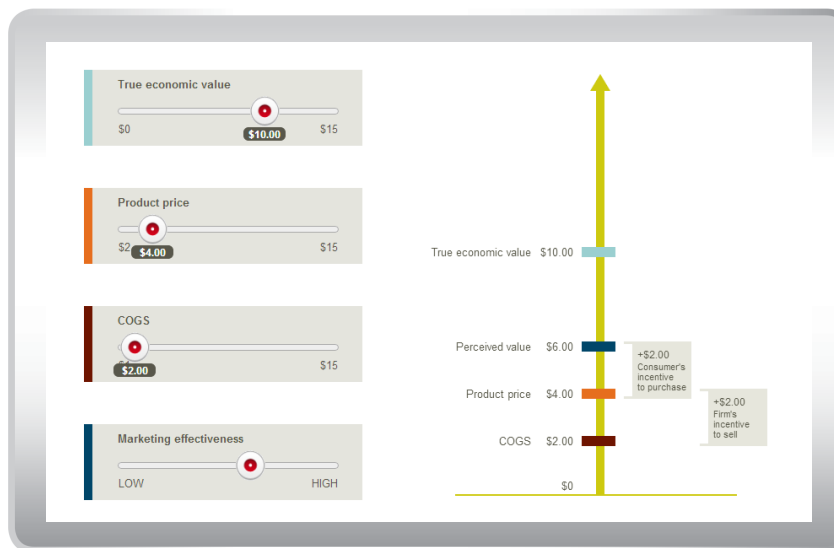 True economic value
$0
$10.00
$15
Product price
$2
$4.00
$15
COGS
$2.00
$15
Marketing effectiveness
LOW
HIGH
True economic value $10.00
Perceived value $6.00
+$2.00
Consumer's
incentive
to purchase
Product price $4.00
+$2.00
Firm's
incentive
to sell
COGS $2.00
$0